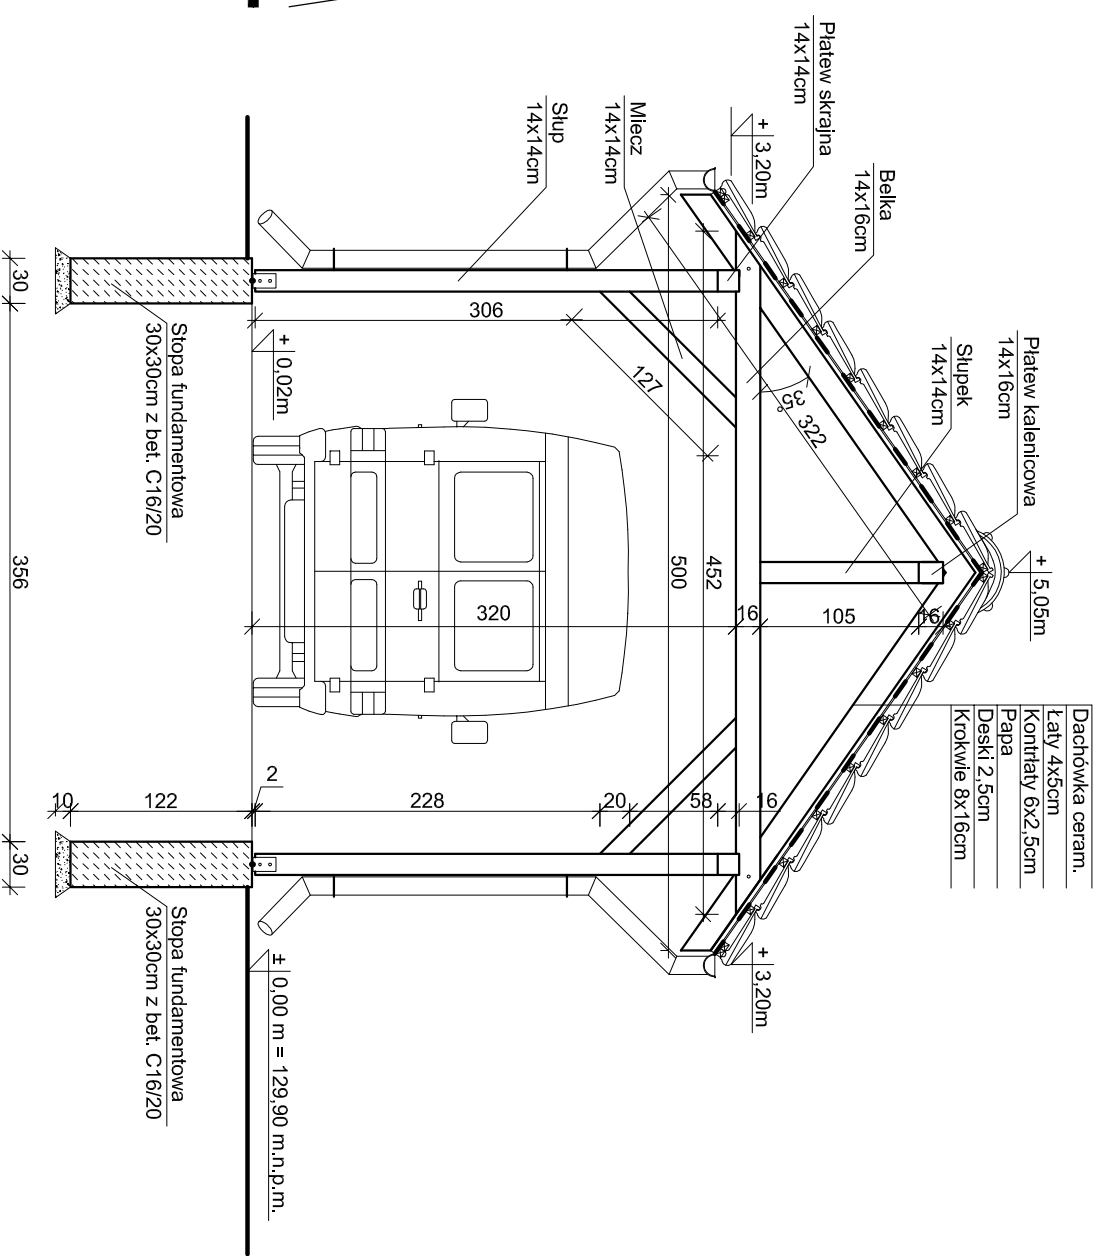 Dachówka ceram.
Łaty 4x5cm
Kontrłaty 6x2,5cm
Papa
Deski 2,5cm
Krokwie 8x16cm
+
5,05m
Płatew kalenicowa
14x16cm
Słupek
14x14cm
Belka
14x16cm
Płatew skrajna
14x14cm
+
3,20m
+
3,20m
Miecz
14x14cm
Słup
14x14cm
35°
322
16
105
16
452
500
16
58
20
127
306
320
228
2
+
0,02m
±
0,00 m = 129,90 m.n.p.m.
122
10
Stopa fundamentowa
30x30cm z bet. C16/20
Stopa fundamentowa
30x30cm z bet. C16/20
30
356
30